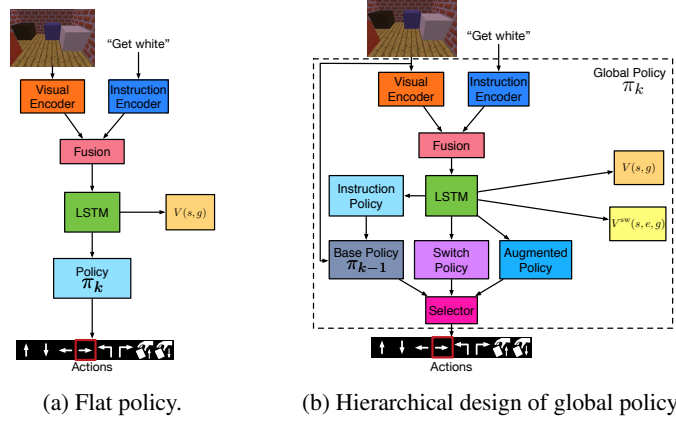 “Get white”
Visual
Encoder
Instruction
Encoder
Fusion
LSTM
V(s, g)
Policy
πk
Actions
(a) Flat policy.
“Get white”
Global Policy
πk
Visual
Encoder
Instruction
Encoder
Fusion
Instruction
Policy
LSTM
V(s, g)
V^sw(s, e, g)
Base Policy
πk−1
Switch
Policy
Augmented
Policy
Selector
Actions
(b) Hierarchical design of global policy